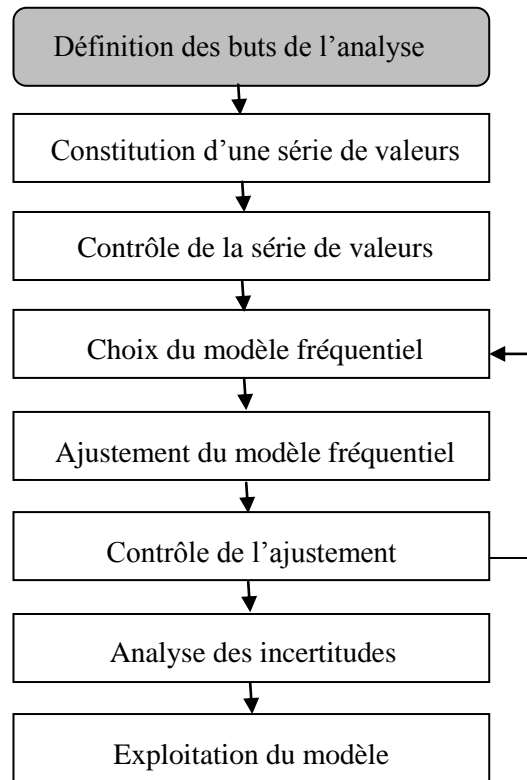 Définition des buts de l’analyse
Constitution d’une série de valeurs
Contrôle de la série de valeurs
Choix du modèle fréquentiel
Ajustement du modèle fréquentiel
Contrôle de l’ajustement
Analyse des incertitudes
Exploitation du modèle